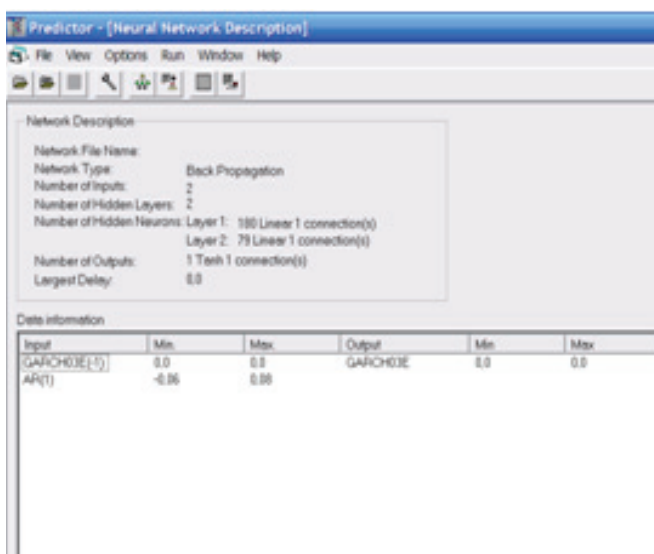 Predictor - [Neural Network Description]
File View Options Run Window Help
Network Description
Network File Name:
Network Type: Back Propagation
Number of Inputs: 2
Number of Hidden Layers: 2
Number of Hidden Neurons: Layer 1: 180 Linear 1 connection(s)
Layer 2: 79 Linear 1 connection(s)
Number of Outputs: 1 Tanh 1 connection(s)
Largest Delay: 0.0
Data information
Input Min. Max. Output Min Max
GARCH03E(-1) 0.0 0.0 GARCH03E 0.0 0.0
AR(1) -0.06 0.08